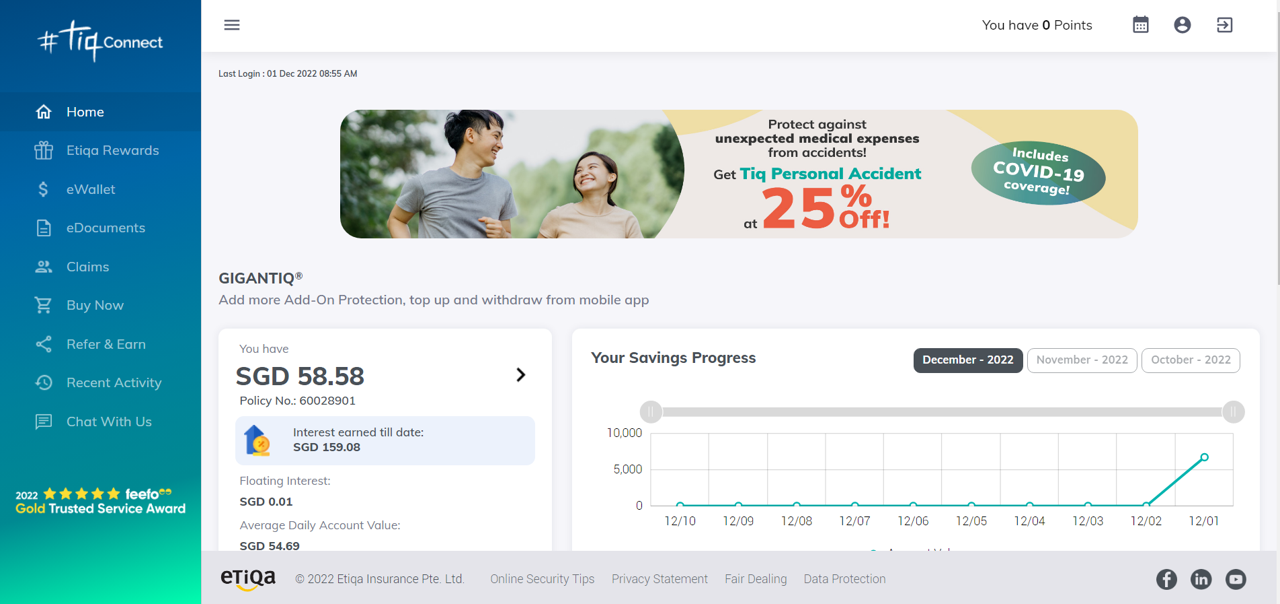 #tiqConnect
Home
Etiqa Rewards
eWallet
eDocuments
Claims
Buy Now
Refer & Earn
Recent Activity
Chat With Us
2022 feefo
Gold Trusted Service Award
You have 0 Points
Last Login : 01 Dec 2022 08:55 AM
Protect against
unexpected medical expenses
from accidents!
Get Tiq Personal Accident
at 25% Off!
Includes
COVID-19
coverage!
GIGANTIQ®
Add more Add-On Protection, top up and withdraw from mobile app
You have
SGD 58.58
Policy No.: 60028901
Interest earned till date:
SGD 159.08
Floating Interest:
SGD 0.01
Average Daily Account Value:
SGD 54.69
Your Savings Progress
December - 2022 November - 2022 October - 2022
10,000
5,000
0
12/10 12/09 12/08 12/07 12/06 12/05 12/04 12/03 12/02 12/01
eTiQa © 2022 Etiqa Insurance Pte. Ltd. Online Security Tips Privacy Statement Fair Dealing Data Protection